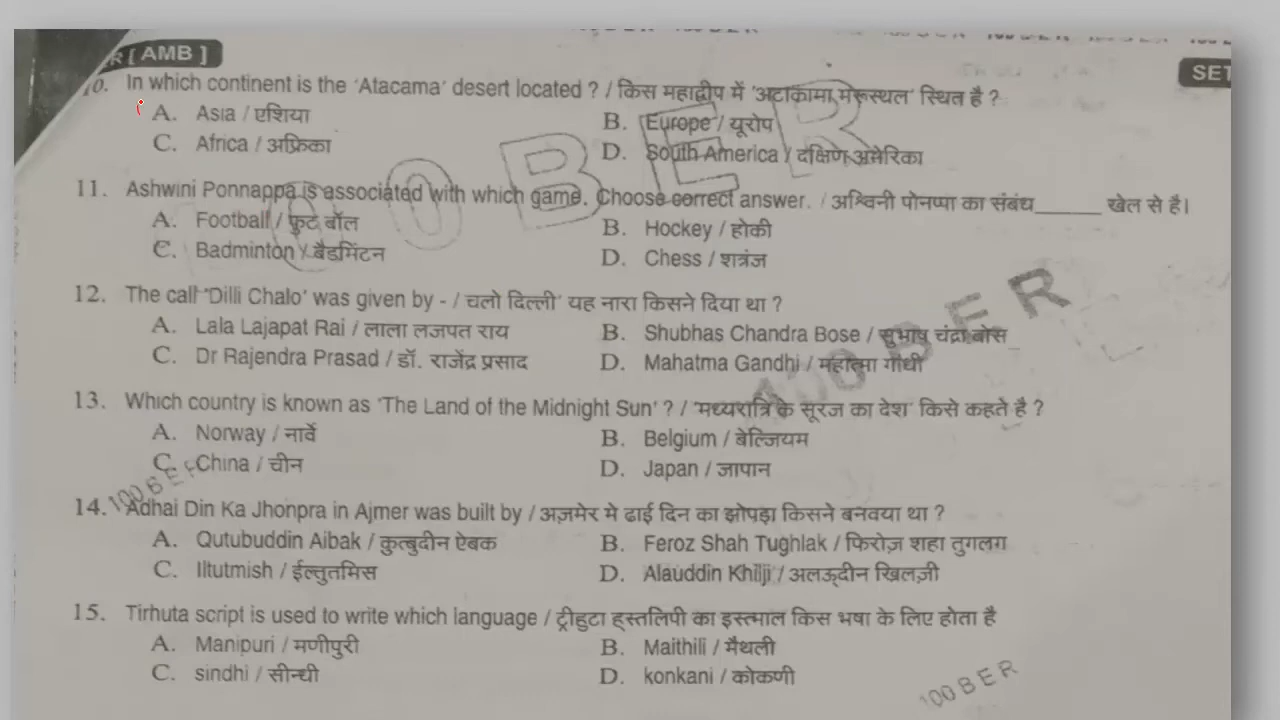 R [ AMB ]
SET
10. In which continent is the 'Atacama' desert located ? / किस महाद्वीप में 'अटाकामा मरूस्थल' स्थित है ?
A. Asia / एशिया
B. Europe / यूरोप
C. Africa / अफ्रिका
D. South America / दक्षिण अमेरिका
11. Ashwini Ponnappa is associated with which game. Choose correct answer. / अश्विनी पोनप्पा का संबंध______ खेल से है।
A. Football / फुट बॉल
B. Hockey / होकी
C. Badminton / बैडमिंटन
D. Chess / शत्रंज
12. The call 'Dilli Chalo' was given by - / चलो दिल्ली' यह नारा किसने दिया था ?
A. Lala Lajapat Rai / लाला लजपत राय
B. Shubhas Chandra Bose / सुभाष चंद्रा बोस
C. Dr Rajendra Prasad / डॉ. राजेंद्र प्रसाद
D. Mahatma Gandhi / महात्मा गांधी
13. Which country is known as 'The Land of the Midnight Sun' ? / 'मध्यरात्रि के सूरज का देश' किसे कहते है ?
A. Norway / नार्वे
B. Belgium / बेल्जियम
C. China / चीन
D. Japan / जापान
14. Adhai Din Ka Jhonpra in Ajmer was built by / अज़मेर मे ढाई दिन का झोपड़ा किसने बनवया था ?
A. Qutubuddin Aibak / कुत्बुदीन ऐबक
B. Feroz Shah Tughlak / फिरोज़ शहा तुगलग
C. Iltutmish / ईल्तुतमिस
D. Alauddin Khilji / अलऊ्दीन खिलज़ी
15. Tirhuta script is used to write which language / ट्रीहुटा ह्स्तलिपी का इस्त्माल किस भषा के लिए होता है
A. Manipuri / मणीपुरी
B. Maithili / मैथली
C. sindhi / सीन्धी
D. konkani / कोकणी
100 B E R
100 B E R
100 B E R